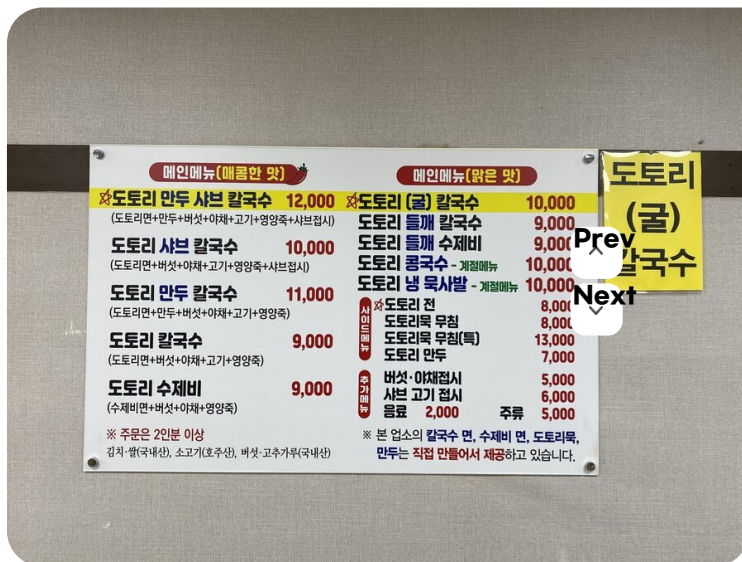 메인메뉴(매콤한 맛)
☆도토리 만두 샤브 칼국수 12,000
(도토리면+만두+버섯+야채+고기+영양죽+샤브접시)
도토리 샤브 칼국수 10,000
(도토리면+버섯+야채+고기+영양죽+샤브접시)
도토리 만두 칼국수 11,000
(도토리면+만두+버섯+야채+고기+영양죽)
도토리 칼국수 9,000
(도토리면+버섯+야채+고기+영양죽)
도토리 수제비 9,000
(수제비면+버섯+야채+영양죽)
※ 주문은 2인분 이상
김치·쌀(국내산), 소고기(호주산), 버섯·고추가루(국내산)
메인메뉴(맑은 맛)
☆도토리 (굴) 칼국수 10,000
도토리 들깨 칼국수 9,000
도토리 들깨 수제비 9,000
도토리 콩국수 - 계절메뉴 10,000
도토리 냉 묵사발 - 계절메뉴 10,000
사이드메뉴
☆도토리 전 8,000
도토리묵 무침 8,000
도토리묵 무침(특) 13,000
도토리 만두 7,000
추가메뉴
버섯·야채접시 5,000
샤브 고기 접시 6,000
음료 2,000 주류 5,000
※ 본 업소의 칼국수 면, 수제비 면, 도토리묵,
만두는 직접 만들어서 제공하고 있습니다.
도토리
(굴)
칼국수
Prev
Next